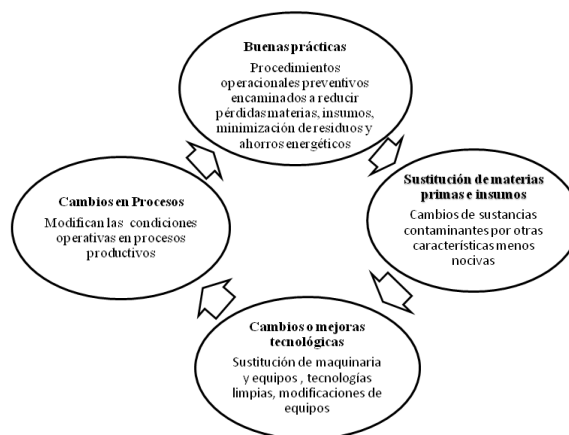 Buenas prácticas
Procedimientos
operacionales preventivos
encaminados a reducir
pérdidas materias, insumos,
minimización de residuos y
ahorros energéticos
Sustitución de materias
primas e insumos
Cambios de sustancias
contaminantes por otras
características menos
nocivas
Cambios o mejoras
tecnológicas
Sustitución de maquinaria
y equipos , tecnologías
limpias, modificaciones de
equipos
Cambios en Procesos
Modifican las condiciones
operativas en procesos
productivos